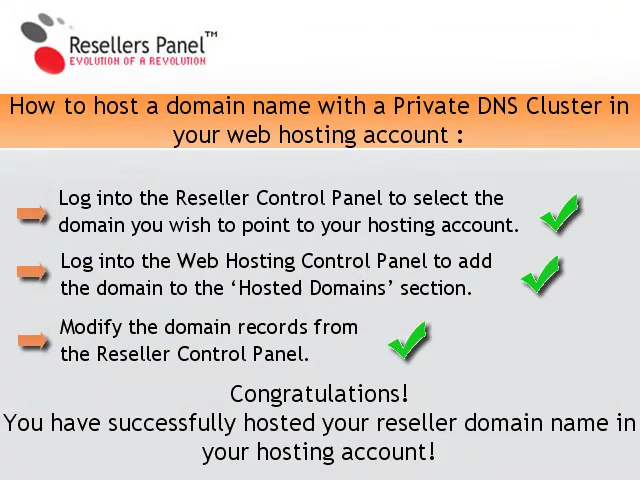 Resellers Panel™
EVOLUTION OF A REVOLUTION
How to host a domain name with a Private DNS Cluster in
your web hosting account :
Log into the Reseller Control Panel to select the
domain you wish to point to your hosting account.
Log into the Web Hosting Control Panel to add
the domain to the ‘Hosted Domains’ section.
Modify the domain records from
the Reseller Control Panel.
Congratulations!
You have successfully hosted your reseller domain name in
your hosting account!